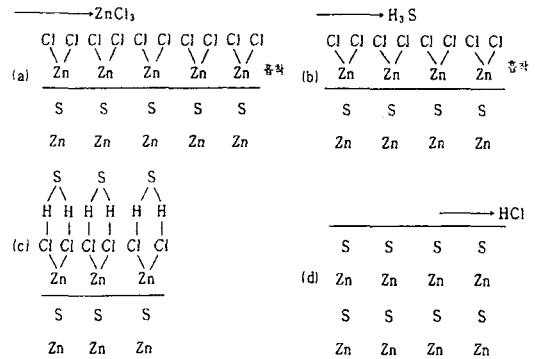 ZnCl₃
Cl Cl Cl Cl Cl Cl Cl Cl Cl Cl
(a) Zn Zn Zn Zn Zn 흡착
S S S S S
Zn Zn Zn Zn Zn
H₃S
Cl Cl Cl Cl Cl Cl Cl Cl
(b) Zn Zn Zn Zn 흡작
S S S S
Zn Zn Zn Zn
S S S
H H H H H H
(c) Cl Cl Cl Cl Cl Cl
Zn Zn Zn
S S S
Zn Zn Zn
HCl
S S S S
(d) Zn Zn Zn Zn
S S S S
Zn Zn Zn Zn